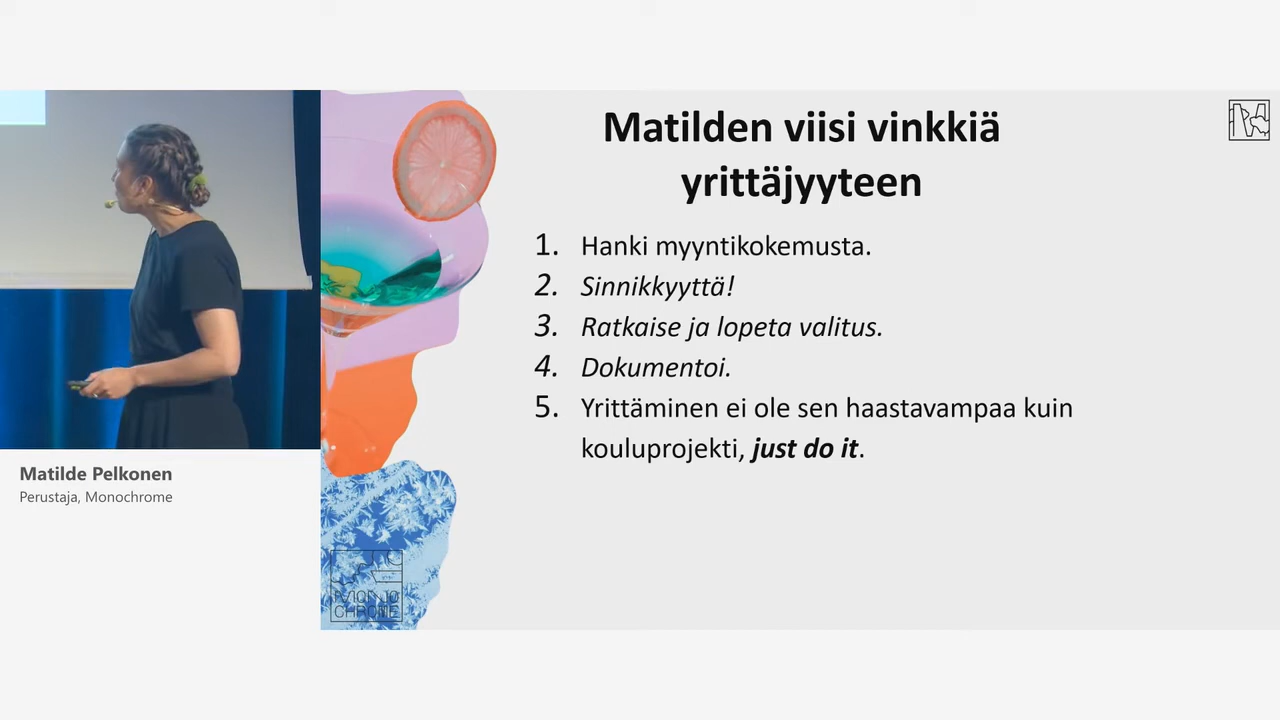 Matilden viisi vinkkiä
yrittäjyyteen
1. Hanki myyntikokemusta.
2. Sinnikkyyttä!
3. Ratkaise ja lopeta valitus.
4. Dokumentoi.
5. Yrittäminen ei ole sen haastavampaa kuin
kouluprojekti, just do it.
Matilde Pelkonen
Perustaja, Monochrome
CHROME